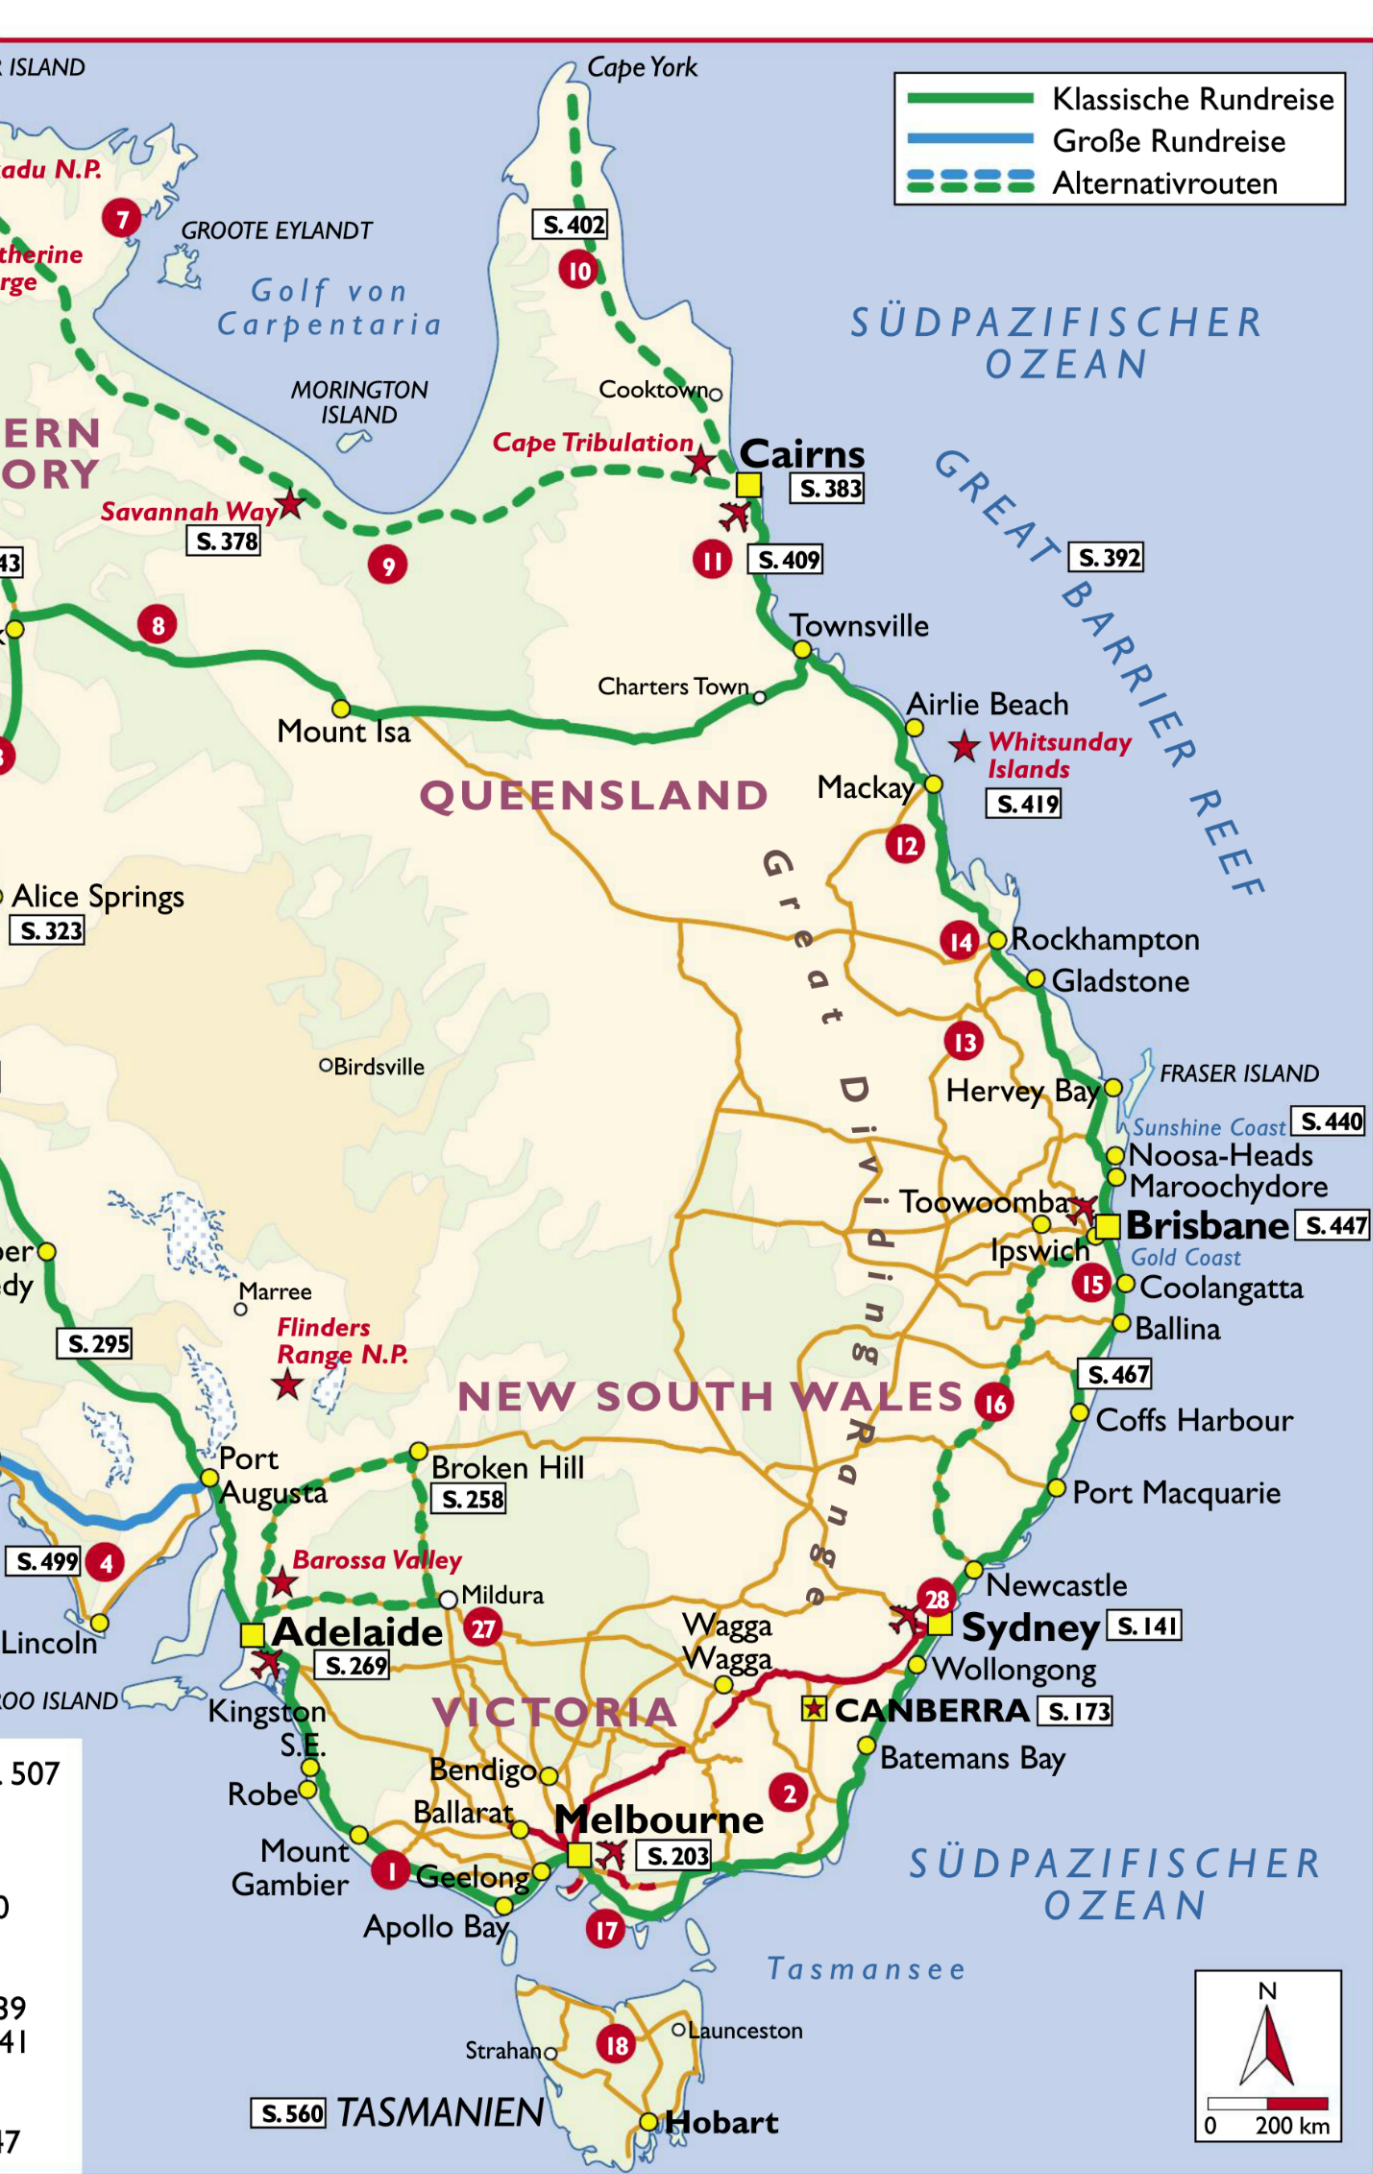 ISLAND
Cape York
Klassische Rundreise
Große Rundreise
Alternativrouten
adu N.P.
7
S. 402
GROOTE EYLANDT
therine
rge
10
Golf von
Carpentaria
SÜDPAZIFISCHER
OZEAN
MORINGTON
ISLAND
Cooktown
ERN
ORY
Cape Tribulation
Cairns
S. 383
Savannah Way
S. 378
9
GREAT BARRIER REEF
S. 392
11
S. 409
43
8
Townsville
Charters Town
Mount Isa
Airlie Beach
Whitsunday
Islands
S. 419
QUEENSLAND
Mackay
12
Great Dividing Range
Alice Springs
S. 323
14
Rockhampton
Gladstone
13
Birdsville
FRASER ISLAND
Hervey Bay
Sunshine Coast
S. 440
Noosa-Heads
Maroochydore
Toowoomba
Brisbane
S. 447
Ipswich
Gold Coast
ber
edy
15
Coolangatta
Marree
Ballina
S. 295
Flinders
Range N.P.
S. 467
NEW SOUTH WALES
16
Coffs Harbour
Port
Augusta
Broken Hill
S. 258
Port Macquarie
S. 499
4
Barossa Valley
Mildura
Newcastle
28
Lincoln
Adelaide
S. 269
27
Wagga
Wagga
Sydney
S. 141
Wollongong
OO ISLAND
Kingston
S.E.
VICTORIA
CANBERRA
S. 173
Batemans Bay
. 507
Robe
Bendigo
2
Ballarat
Melbourne
S. 203
Mount
Gambier
1
Geelong
SÜDPAZIFISCHER
OZEAN
Apollo Bay
17
Tasmansee
N
0 200 km
39
41
Launceston
18
Strahan
S. 560
TASMANIEN
Hobart
47